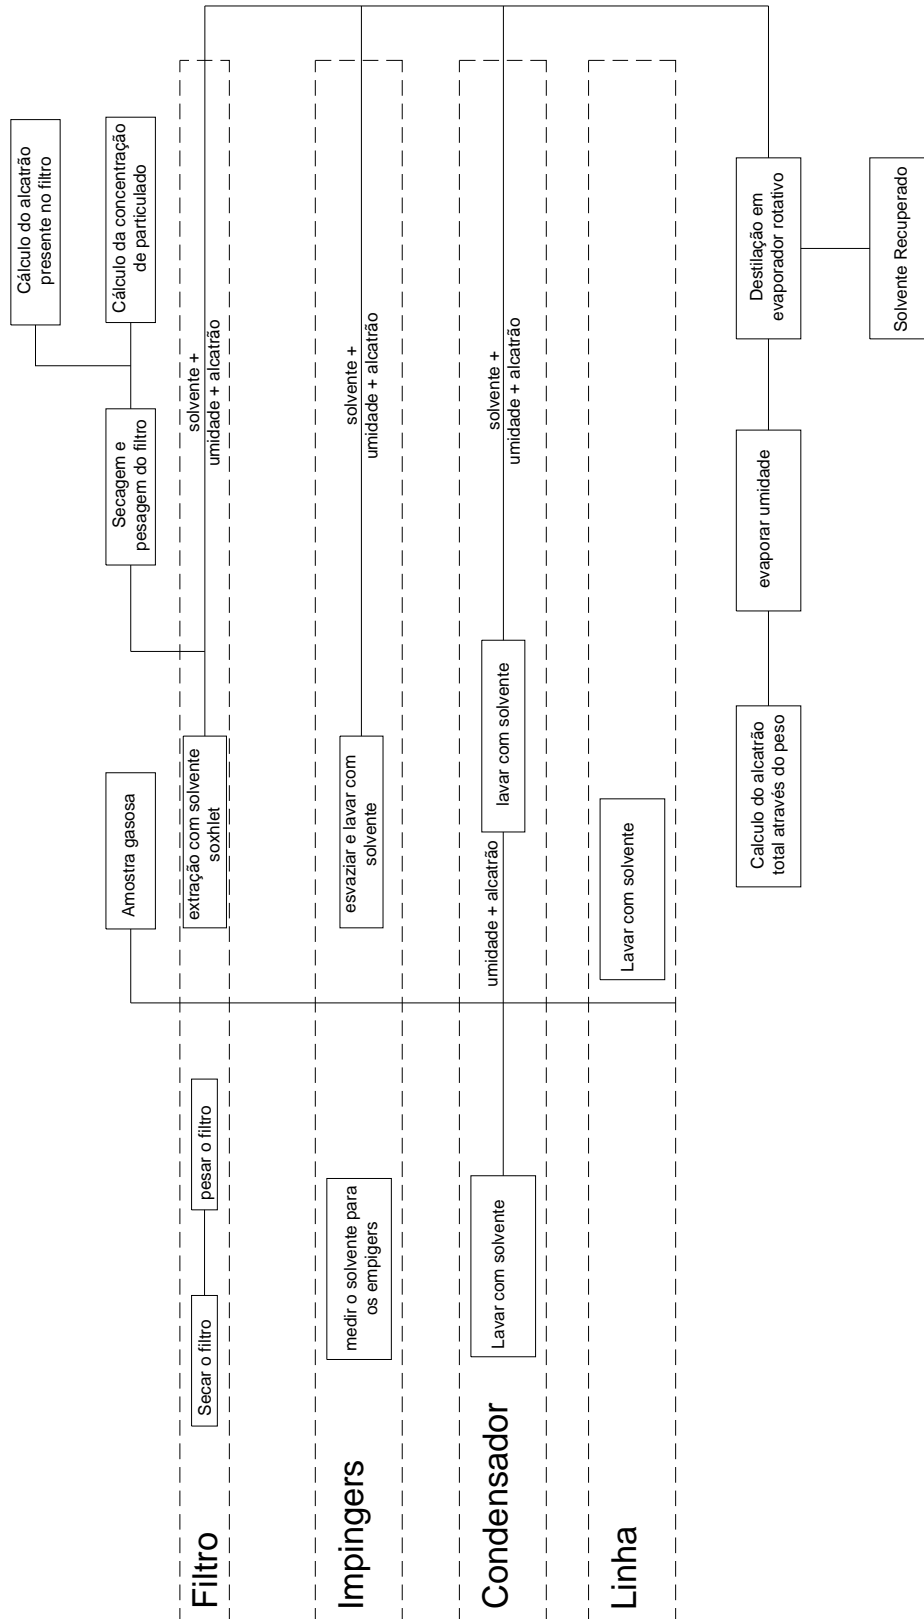 Cálculo do alcatrão
presente no filtro
Cálculo da concentração
de particulado
Secagem e
pesagem do filtro
Amostra gasosa
Filtro
Secar o filtro
pesar o filtro
extração com solvente
soxhlet
solvente +
umidade + alcatrão
Impingers
medir o solvente para
os empigers
esvaziar e lavar com
solvente
solvente +
umidade + alcatrão
Condensador
Lavar com solvente
umidade + alcatrão
lavar com solvente
solvente +
umidade + alcatrão
Linha
Lavar com solvente
Calculo do alcatrão
total através do peso
evaporar umidade
Destilação em
evaporador rotativo
Solvente Recuperado